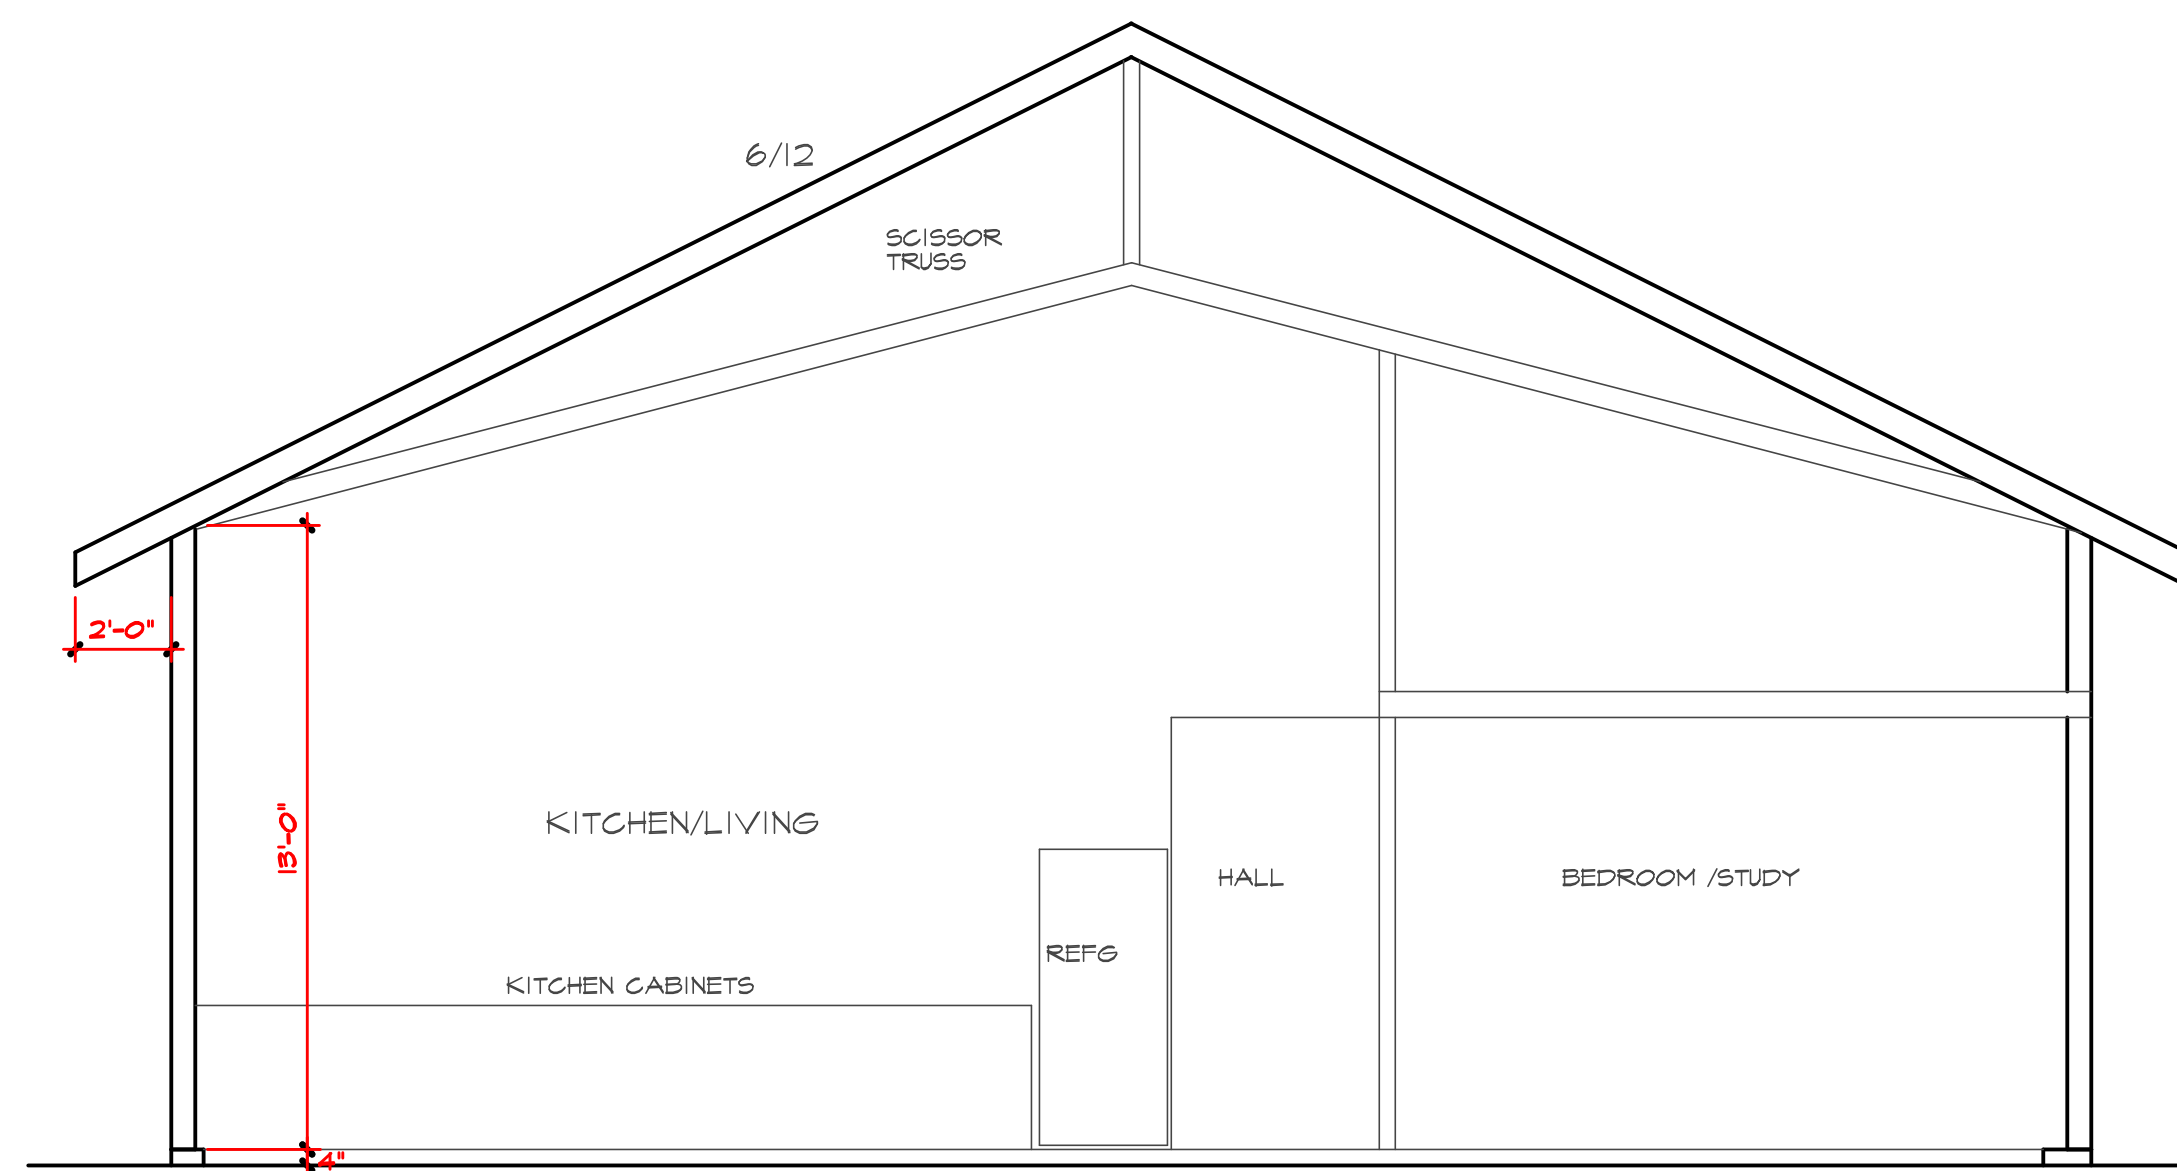 6/12
SCISSOR
TRUSS
2'-0"
13'-0"
KITCHEN/LIVING
HALL
BEDROOM /STUDY
REFG
KITCHEN CABINETS
4"